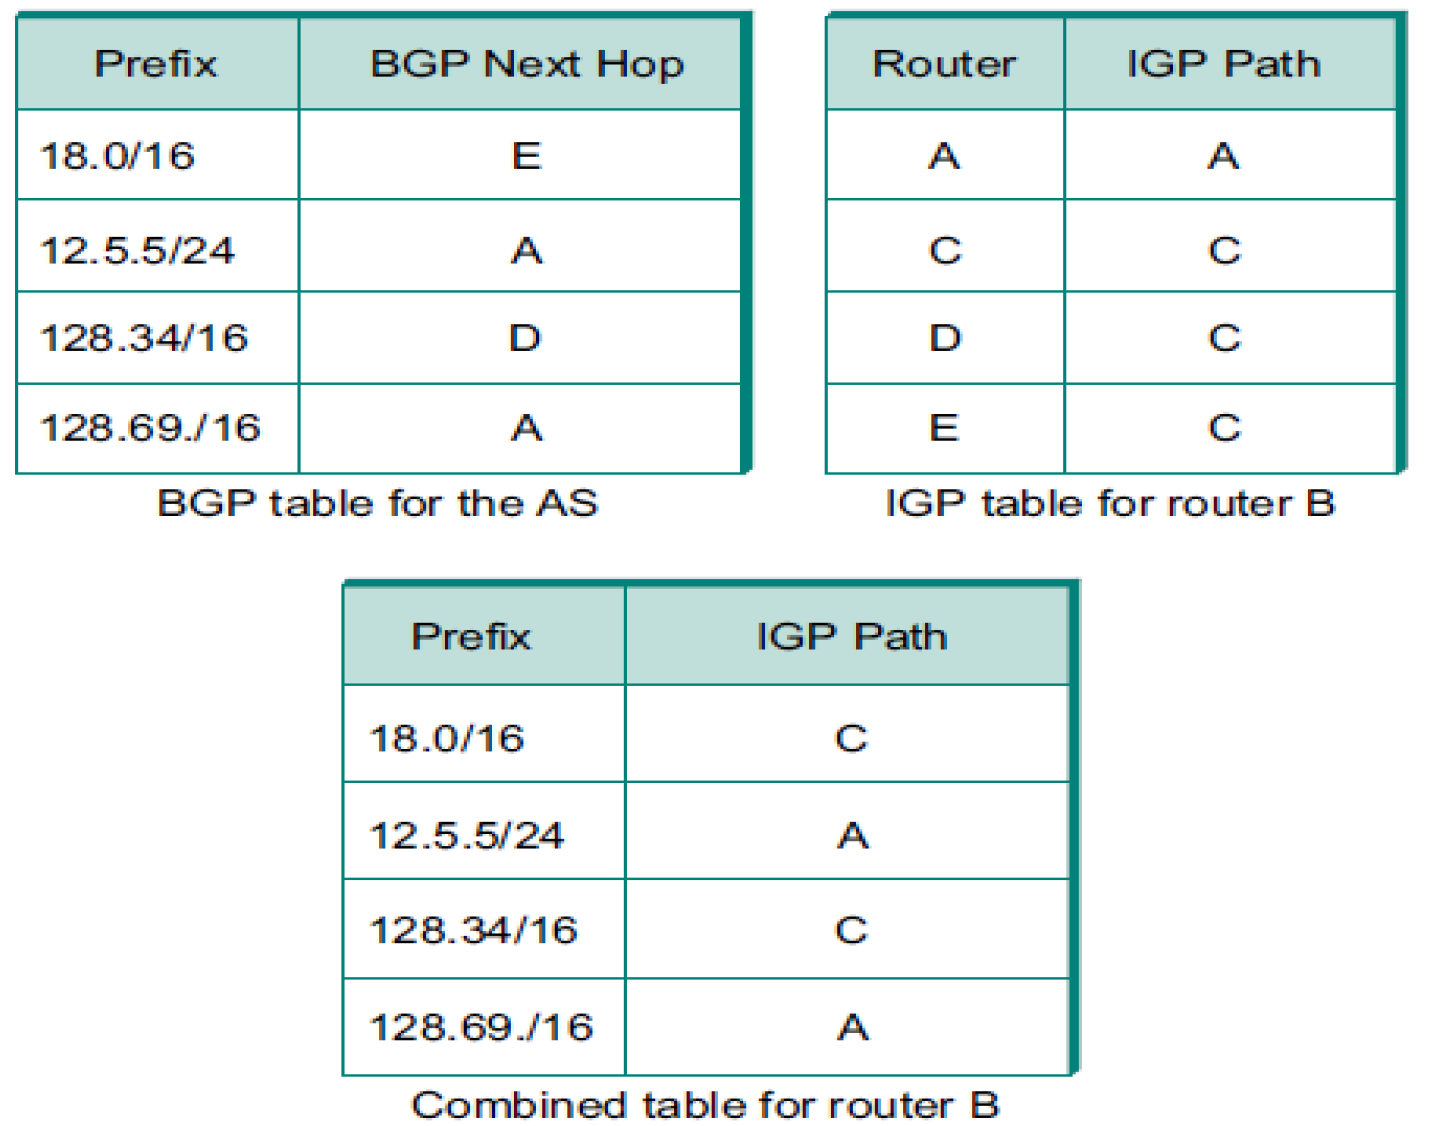 Prefix BGP Next Hop
18.0/16 E
12.5.5/24 A
128.34/16 D
128.69./16 A
BGP table for the AS
Router IGP Path
A A
C C
D C
E C
IGP table for router B
Prefix IGP Path
18.0/16 C
12.5.5/24 A
128.34/16 C
128.69./16 A
Combined table for router B